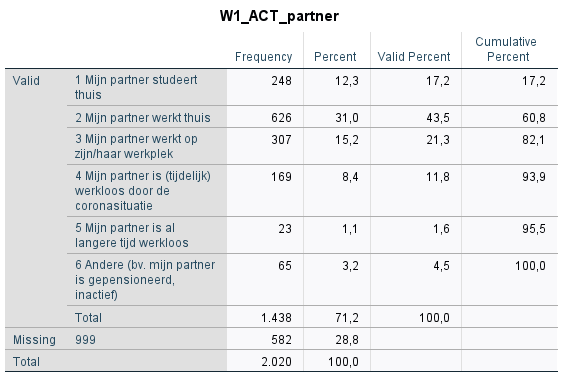 W1_ACT_partner
Frequency Percent Valid Percent Cumulative Percent
Valid 1 Mijn partner studeert thuis 248 12,3 17,2 17,2
2 Mijn partner werkt thuis 626 31,0 43,5 60,8
3 Mijn partner werkt op zijn/haar werkplek 307 15,2 21,3 82,1
4 Mijn partner is (tijdelijk) werkloos door de coronasituatie 169 8,4 11,8 93,9
5 Mijn partner is al langere tijd werkloos 23 1,1 1,6 95,5
6 Andere (bv. mijn partner is gepensioneerd, inactief) 65 3,2 4,5 100,0
Total 1.438 71,2 100,0
Missing 999 582 28,8
Total 2.020 100,0